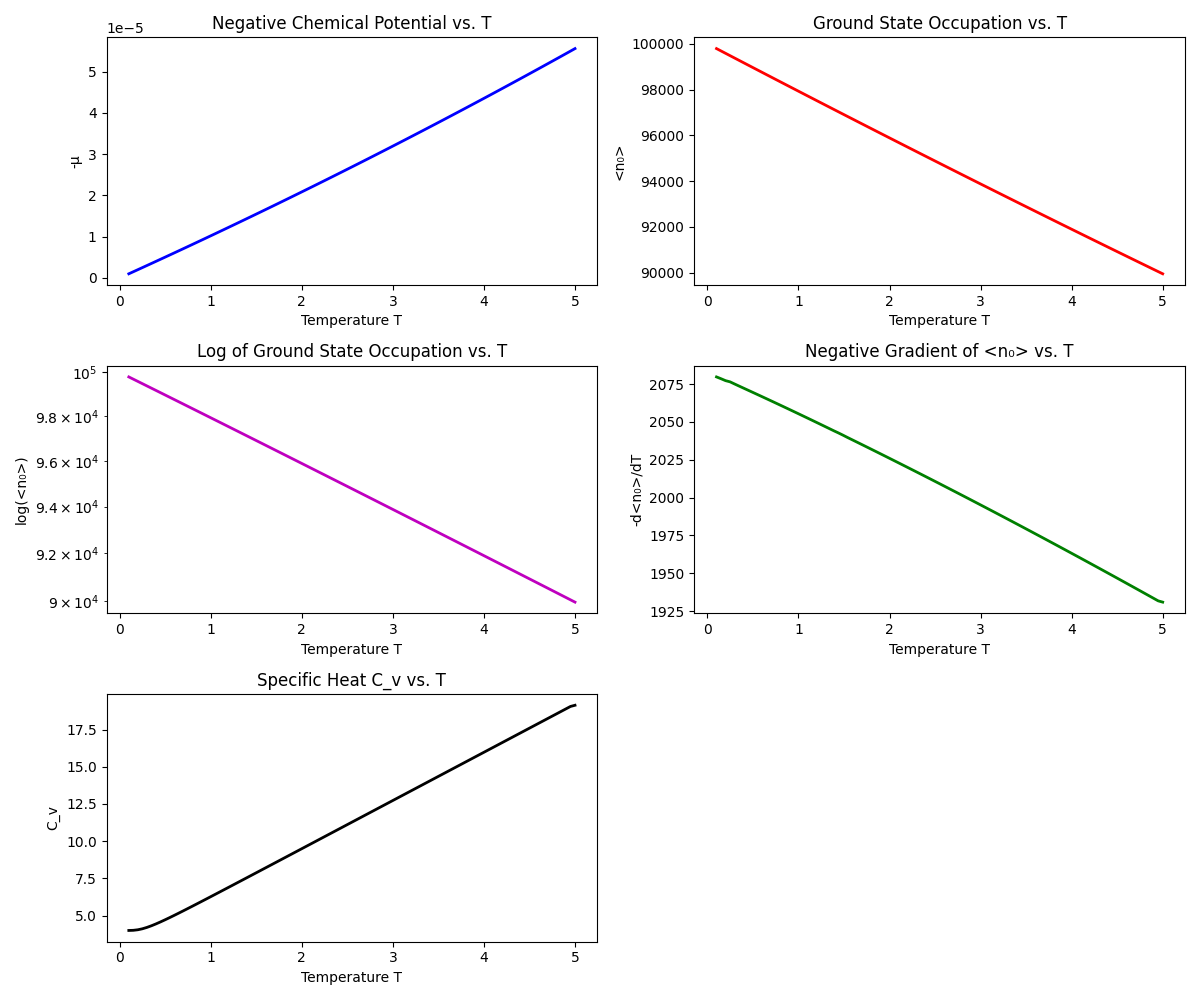 Negative Chemical Potential vs. T
1e−5
5
4
3
2
1
0
-μ
0 1 2 3 4 5
Temperature T
Ground State Occupation vs. T
100000
98000
96000
94000
92000
90000
<n₀>
0 1 2 3 4 5
Temperature T
Log of Ground State Occupation vs. T
10⁵
9.8 × 10⁴
9.6 × 10⁴
9.4 × 10⁴
9.2 × 10⁴
9 × 10⁴
log(<n₀>)
0 1 2 3 4 5
Temperature T
Negative Gradient of <n₀> vs. T
2075
2050
2025
2000
1975
1950
1925
-d<n₀>/dT
0 1 2 3 4 5
Temperature T
Specific Heat C_v vs. T
17.5
15.0
12.5
10.0
7.5
5.0
C_v
0 1 2 3 4 5
Temperature T